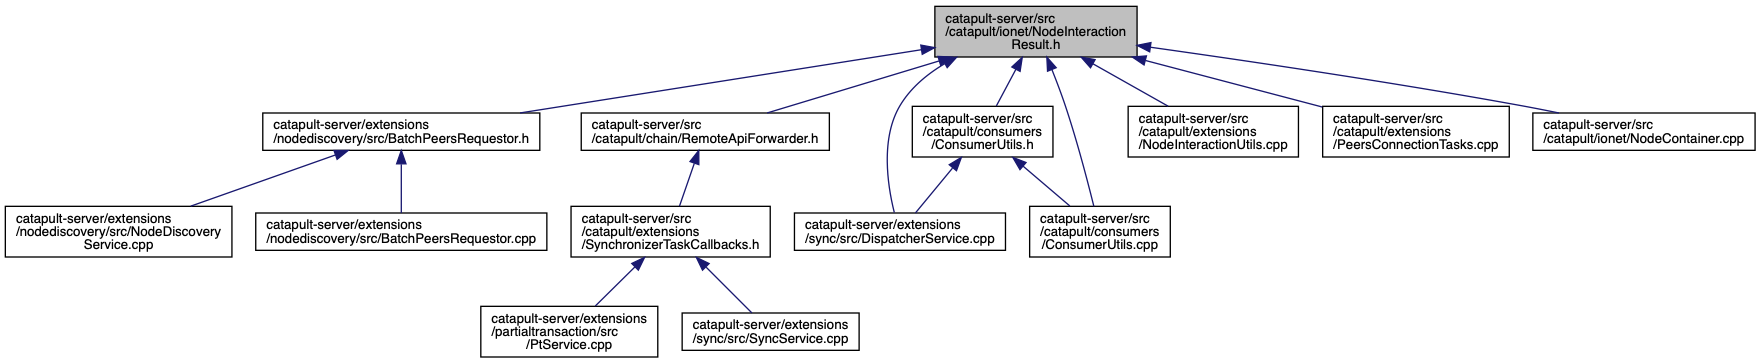 catapult-server/src
/catapult/ionet/NodeInteraction
Result.h
catapult-server/extensions
/nodediscovery/src/BatchPeersRequestor.h
catapult-server/src
/catapult/chain/RemoteApiForwarder.h
catapult-server/src
/catapult/consumers
/ConsumerUtils.h
catapult-server/src
/catapult/extensions
/NodeInteractionUtils.cpp
catapult-server/src
/catapult/extensions
/PeersConnectionTasks.cpp
catapult-server/src
/catapult/ionet/NodeContainer.cpp
catapult-server/extensions
/nodediscovery/src/NodeDiscovery
Service.cpp
catapult-server/extensions
/nodediscovery/src/BatchPeersRequestor.cpp
catapult-server/src
/catapult/extensions
/SynchronizerTaskCallbacks.h
catapult-server/extensions
/sync/src/DispatcherService.cpp
catapult-server/src
/catapult/consumers
/ConsumerUtils.cpp
catapult-server/extensions
/partialtransaction/src
/PtService.cpp
catapult-server/extensions
/sync/src/SyncService.cpp